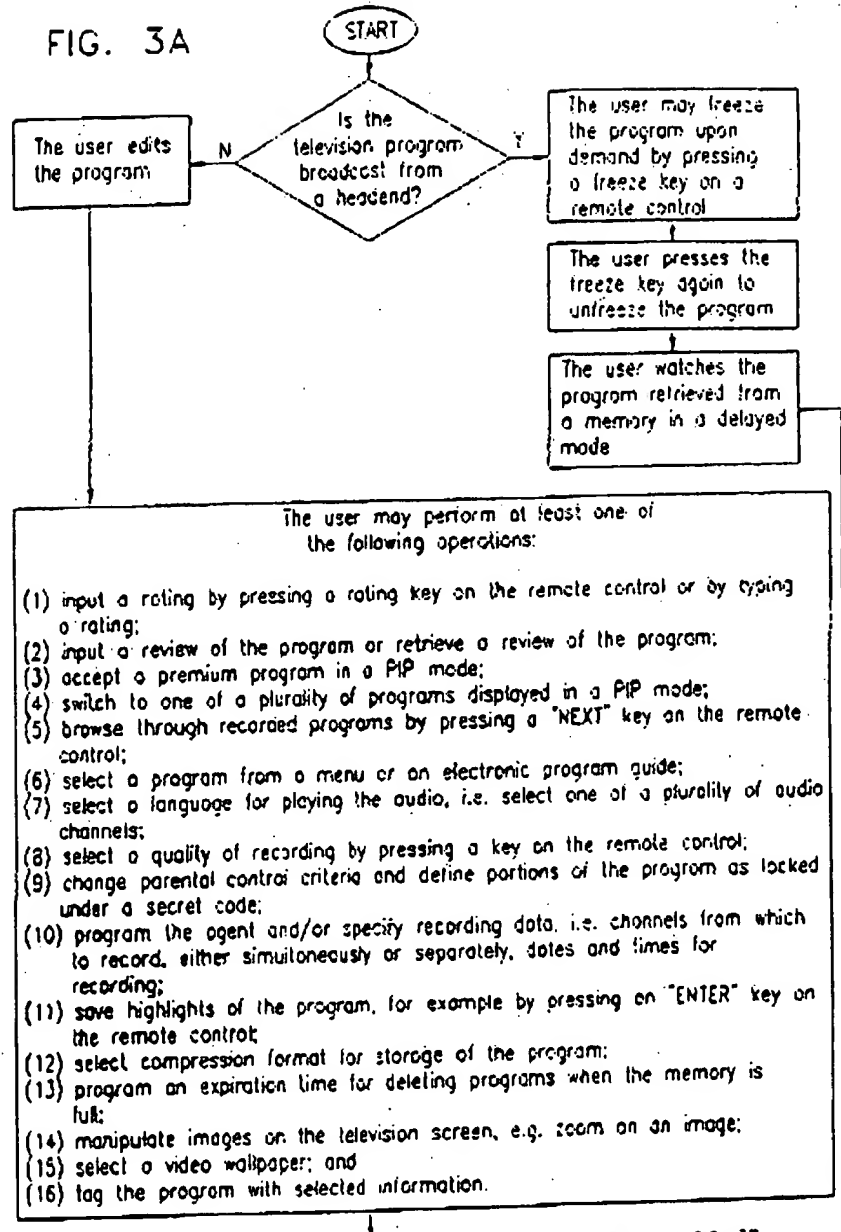 FIG. 3A
START
Is the
television program
broadcast from
a headend?
N
Y
The user edits
the program
The user may freeze
the program upon
demand by pressing
a freeze key on a
remote control
The user presses the
freeze key again to
unfreeze the program
The user watches the
program retrieved from
a memory in a delayed
mode
The user may perform at least one of
the following operations:
(1) input a rating by pressing a rating key on the remote control or by typing
a rating;
(2) input a review of the program or retrieve a review of the program;
(3) accept a premium program in a PIP mode;
(4) switch to one of a plurality of programs displayed in a PIP mode;
(5) browse through recorded programs by pressing a "NEXT" key on the remote
control;
(6) select a program from a menu or an electronic program guide;
(7) select a language for playing the audio, i.e. select one of a plurality of audio
channels;
(8) select a quality of recording by pressing a key on the remote control;
(9) change parental control criteria and define portions of the program as locked
under a secret code;
(10) program the agent and/or specify recording data, i.e. channels from which
to record, either simultaneously or separately, dates and times for
recording;
(11) save highlights of the program, for example by pressing an "ENTER" key on
the remote control;
(12) select compression format for storage of the program;
(13) program an expiration time for deleting programs when the memory is
full;
(14) manipulate images on the television screen, e.g. zoom on an image;
(15) select a video wallpaper; and
(16) tag the program with selected information.